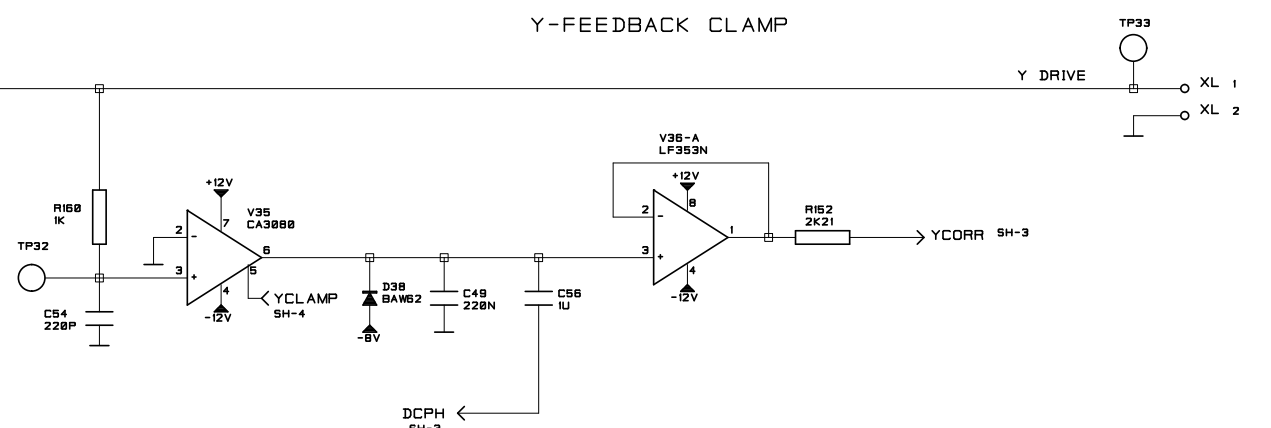 Y-FEEDBACK CLAMP
TP33
Y DRIVE
XL 1
XL 2
V36-A
LF353N
+12V
8
2
-
1
3
+
4
-12V
R152
2K21
YCORR SH-3
R160
1K
+12V
7
V35
CA3080
2
-
6
TP32
3
+
5
4
-12V
YCLAMP
SH-4
C54
220P
D38
BAW62
-8V
C49
220N
C56
1U
DCPH